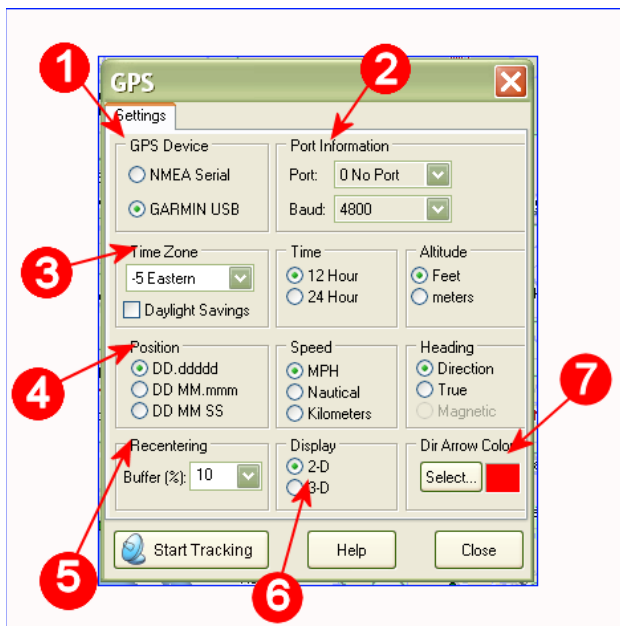 1
2
GPS
Settings
GPS Device
Port Information
NMEA Serial
Port: 0 No Port
GARMIN USB
Baud: 4800
3
Time Zone
Time
Altitude
-5 Eastern
12 Hour
Feet
24 Hour
meters
Daylight Savings
4
Position
Speed
Heading
7
DD.ddddd
MPH
Direction
DD MM.mmm
Nautical
True
DD MM SS
Kilometers
Magnetic
Recentering
Display
Dir Arrow Color
Buffer (%): 10
2-D
Select...
3-D
5
Start Tracking
Help
Close
6